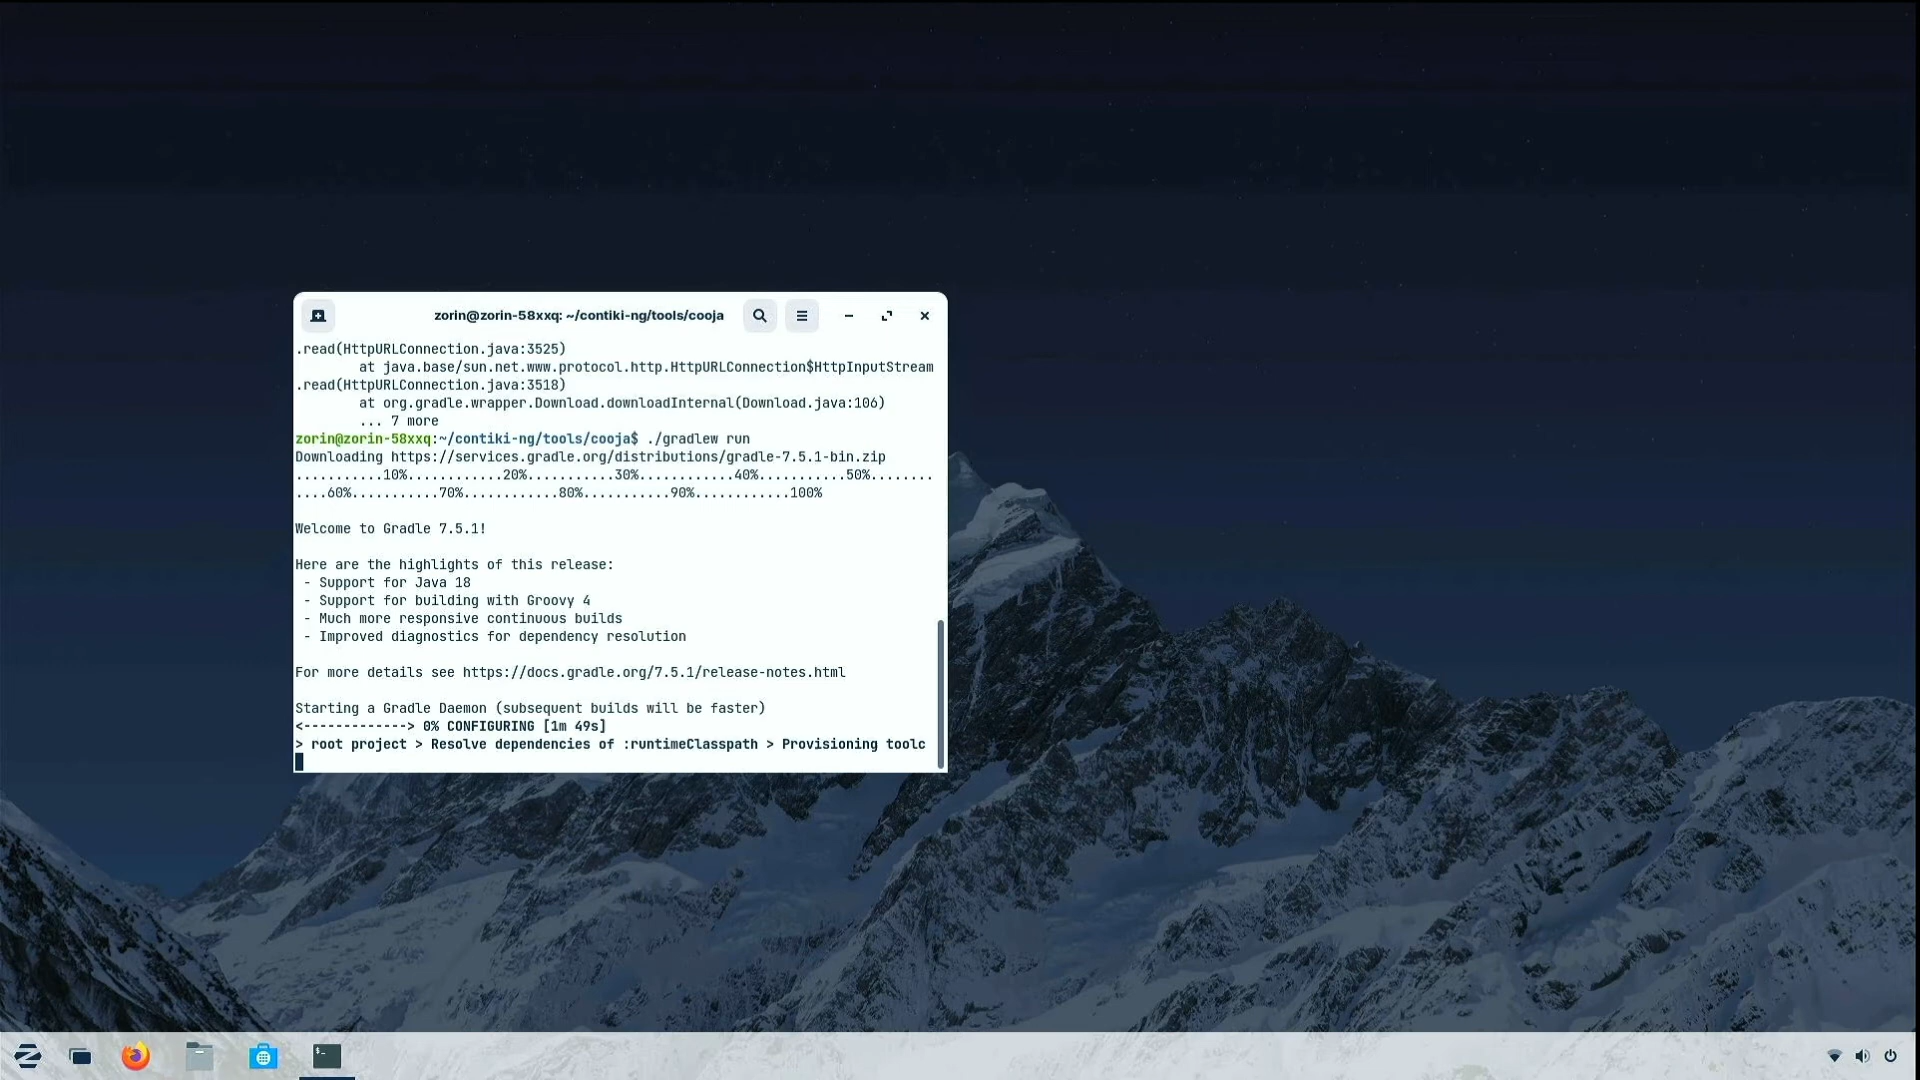 zorin@zorin-58xxq: ~/contiki-ng/tools/cooja
.read(HttpURLConnection.java:3525)
at java.base/sun.net.www.protocol.http.HttpURLConnection$HttpInputStream
.read(HttpURLConnection.java:3518)
at org.gradle.wrapper.Download.downloadInternal(Download.java:106)
... 7 more
zorin@zorin-58xxq:~/contiki-ng/tools/cooja$ ./gradlew run
Downloading https://services.gradle.org/distributions/gradle-7.5.1-bin.zip
...........10%............20%...........30%............40%...........50%........
....60%...........70%............80%...........90%............100%
Welcome to Gradle 7.5.1!
Here are the highlights of this release:
- Support for Java 18
- Support for building with Groovy 4
- Much more responsive continuous builds
- Improved diagnostics for dependency resolution
For more details see https://docs.gradle.org/7.5.1/release-notes.html
Starting a Gradle Daemon (subsequent builds will be faster)
<-------------> 0% CONFIGURING [1m 49s]
> root project > Resolve dependencies of :runtimeClasspath > Provisioning toolc